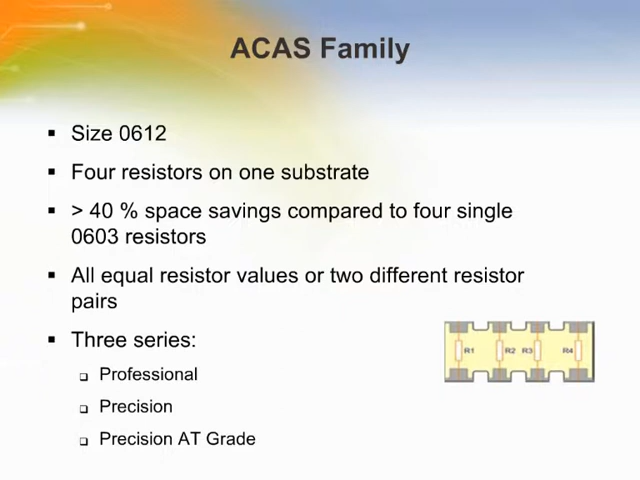 ACAS Family
▪ Size 0612
▪ Four resistors on one substrate
▪ > 40 % space savings compared to four single
0603 resistors
▪ All equal resistor values or two different resistor
pairs
▪ Three series:
❑ Professional
❑ Precision
❑ Precision AT Grade
R1 R2 R3 R4